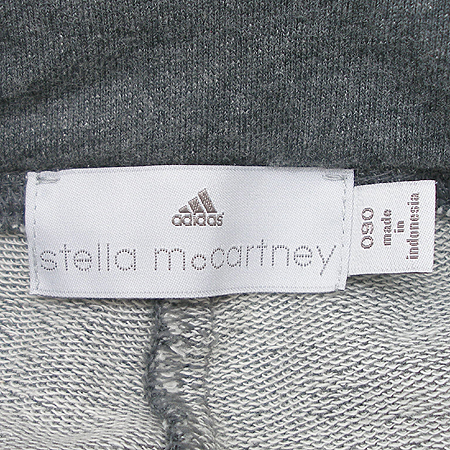 adidas
stella mccartney
090
made
in
indonesia